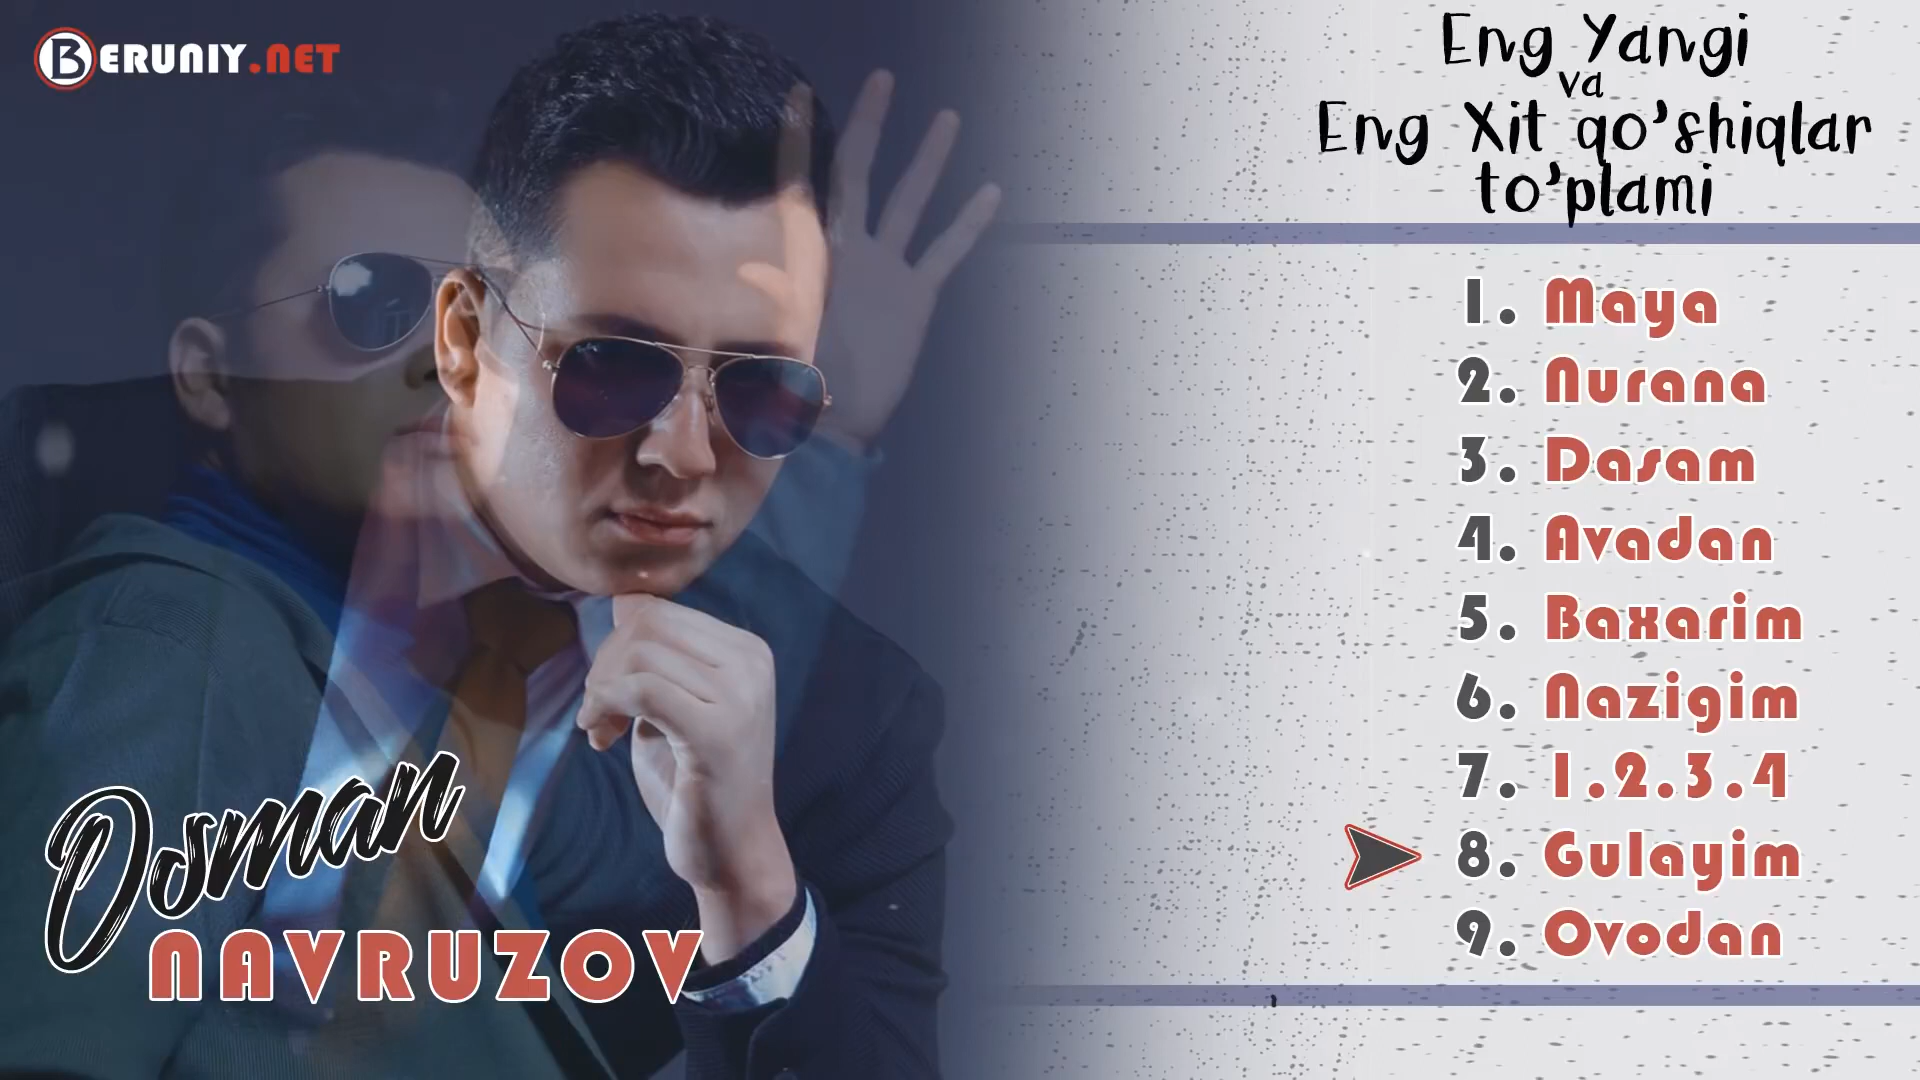 BERUNIY.NET
Eng Yangi
va
Eng Xit qo'shiqlar
to'plami
1. Maya
2. Nurana
3. Dasam
4. Avadan
5. Baxarim
6. Nazigim
7. 1.2.3.4
8. Gulayim
9. Ovodan
Osman
NAVRUZOV